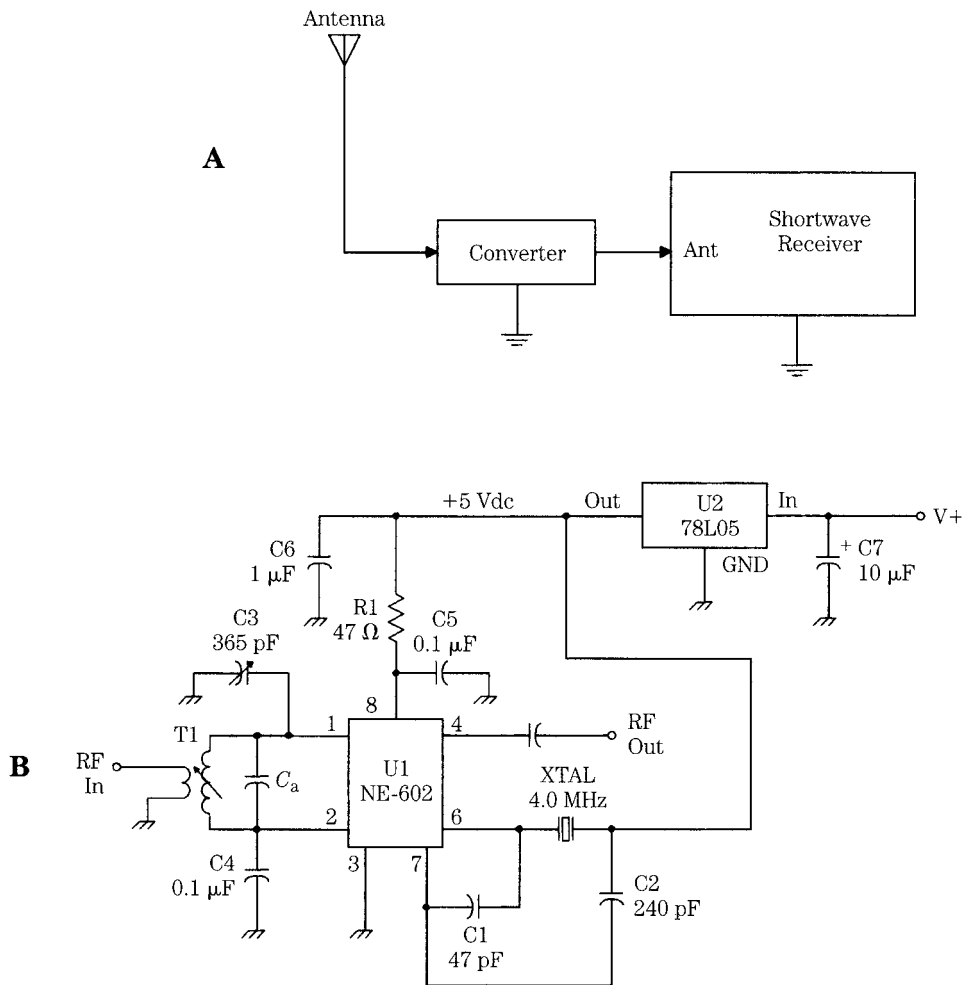 Antenna
A
Converter
Ant
Shortwave
Receiver
+5 Vdc
Out
U2
78L05
In
V+
GND
+ C7
10 μF
C6
1 μF
R1
47 Ω
C5
0.1 μF
C3
365 pF
8
B
T1
1
4
RF
Out
RF
In
Ca
U1
NE-602
XTAL
4.0 MHz
2
6
3
7
C4
0.1 μF
C1
47 pF
C2
240 pF